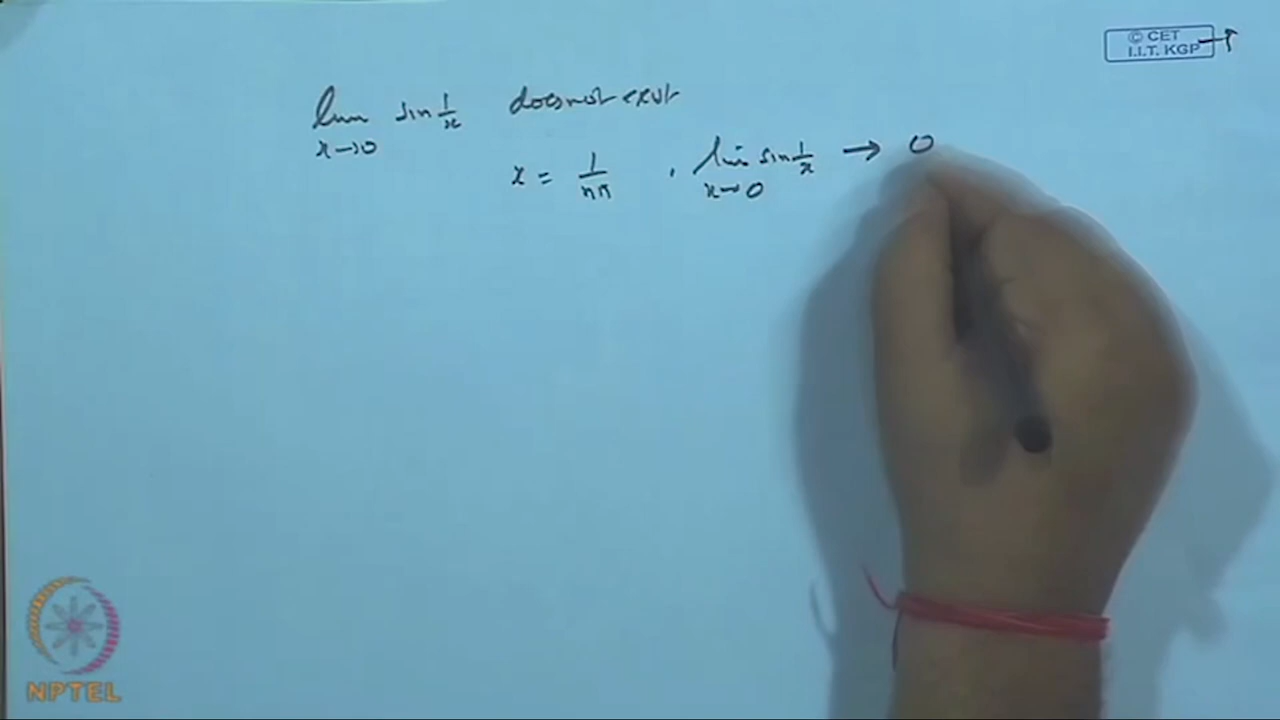 © CET
I.I.T. KGP
lim sin 1/x does not exist
x→0
x = 1/nπ , lim sin 1/x → 0
x→0
NPTEL